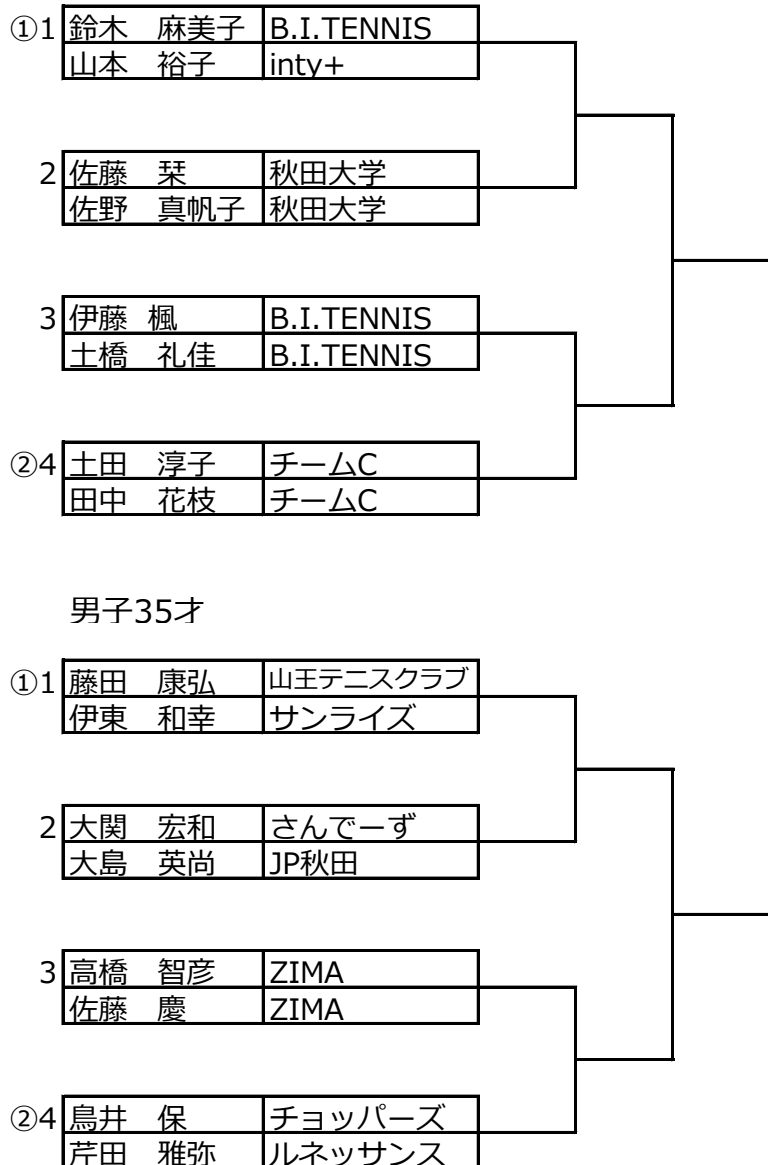 ①1 鈴木　麻美子 B.I.TENNIS
山本　裕子 inty+
2 佐藤　栞 秋田大学
佐野　真帆子 秋田大学
3 伊藤 楓 B.I.TENNIS
土橋　礼佳 B.I.TENNIS
②4 土田　淳子 チームC
田中　花枝 チームC
男子35才
①1 藤田　康弘 山王テニスクラブ
伊東　和幸 サンライズ
2 大関　宏和 さんでーず
大島　英尚 JP秋田
3 高橋　智彦 ZIMA
佐藤　慶 ZIMA
②4 鳥井　保 チョッパーズ
芹田　雅弥 ルネッサンス